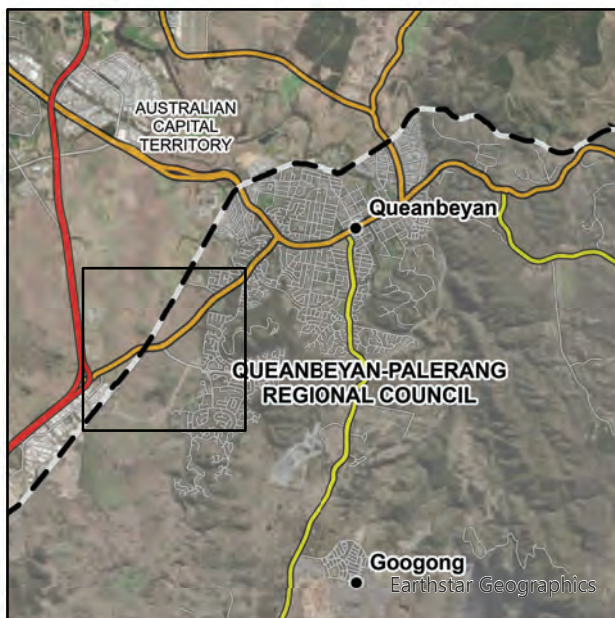 AUSTRALIAN
CAPITAL
TERRITORY
Queanbeyan
QUEANBEYAN-PALERANG
REGIONAL COUNCIL
Googong
Earthstar Geographics